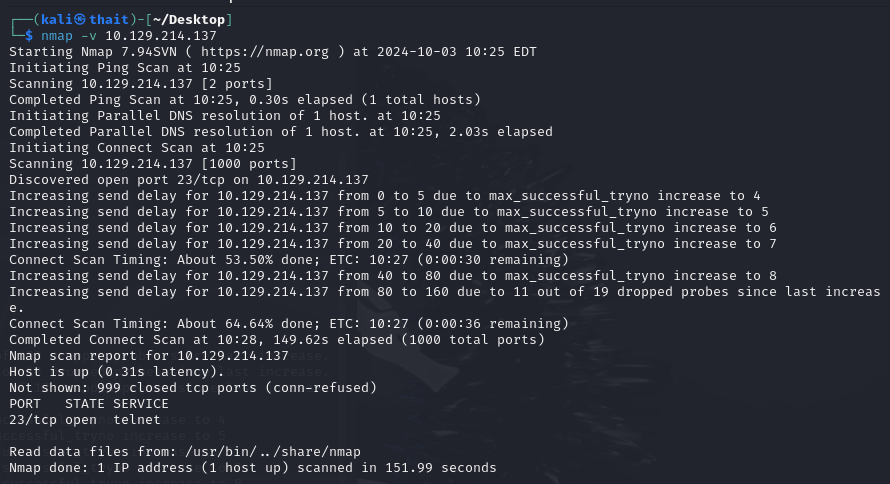 ┌──(kali㉿thait)-[~/Desktop]
└─$ nmap -v 10.129.214.137
Starting Nmap 7.94SVN ( https://nmap.org ) at 2024-10-03 10:25 EDT
Initiating Ping Scan at 10:25
Scanning 10.129.214.137 [2 ports]
Completed Ping Scan at 10:25, 0.30s elapsed (1 total hosts)
Initiating Parallel DNS resolution of 1 host. at 10:25
Completed Parallel DNS resolution of 1 host. at 10:25, 2.03s elapsed
Initiating Connect Scan at 10:25
Scanning 10.129.214.137 [1000 ports]
Discovered open port 23/tcp on 10.129.214.137
Increasing send delay for 10.129.214.137 from 0 to 5 due to max_successful_tryno increase to 4
Increasing send delay for 10.129.214.137 from 5 to 10 due to max_successful_tryno increase to 5
Increasing send delay for 10.129.214.137 from 10 to 20 due to max_successful_tryno increase to 6
Increasing send delay for 10.129.214.137 from 20 to 40 due to max_successful_tryno increase to 7
Connect Scan Timing: About 53.50% done; ETC: 10:27 (0:00:30 remaining)
Increasing send delay for 10.129.214.137 from 40 to 80 due to max_successful_tryno increase to 8
Increasing send delay for 10.129.214.137 from 80 to 160 due to 11 out of 19 dropped probes since last increas
e.
Connect Scan Timing: About 64.64% done; ETC: 10:27 (0:00:36 remaining)
Completed Connect Scan at 10:28, 149.62s elapsed (1000 total ports)
Nmap scan report for 10.129.214.137
Host is up (0.31s latency).
Not shown: 999 closed tcp ports (conn-refused)
PORT   STATE SERVICE
23/tcp open  telnet

Read data files from: /usr/bin/../share/nmap
Nmap done: 1 IP address (1 host up) scanned in 151.99 seconds